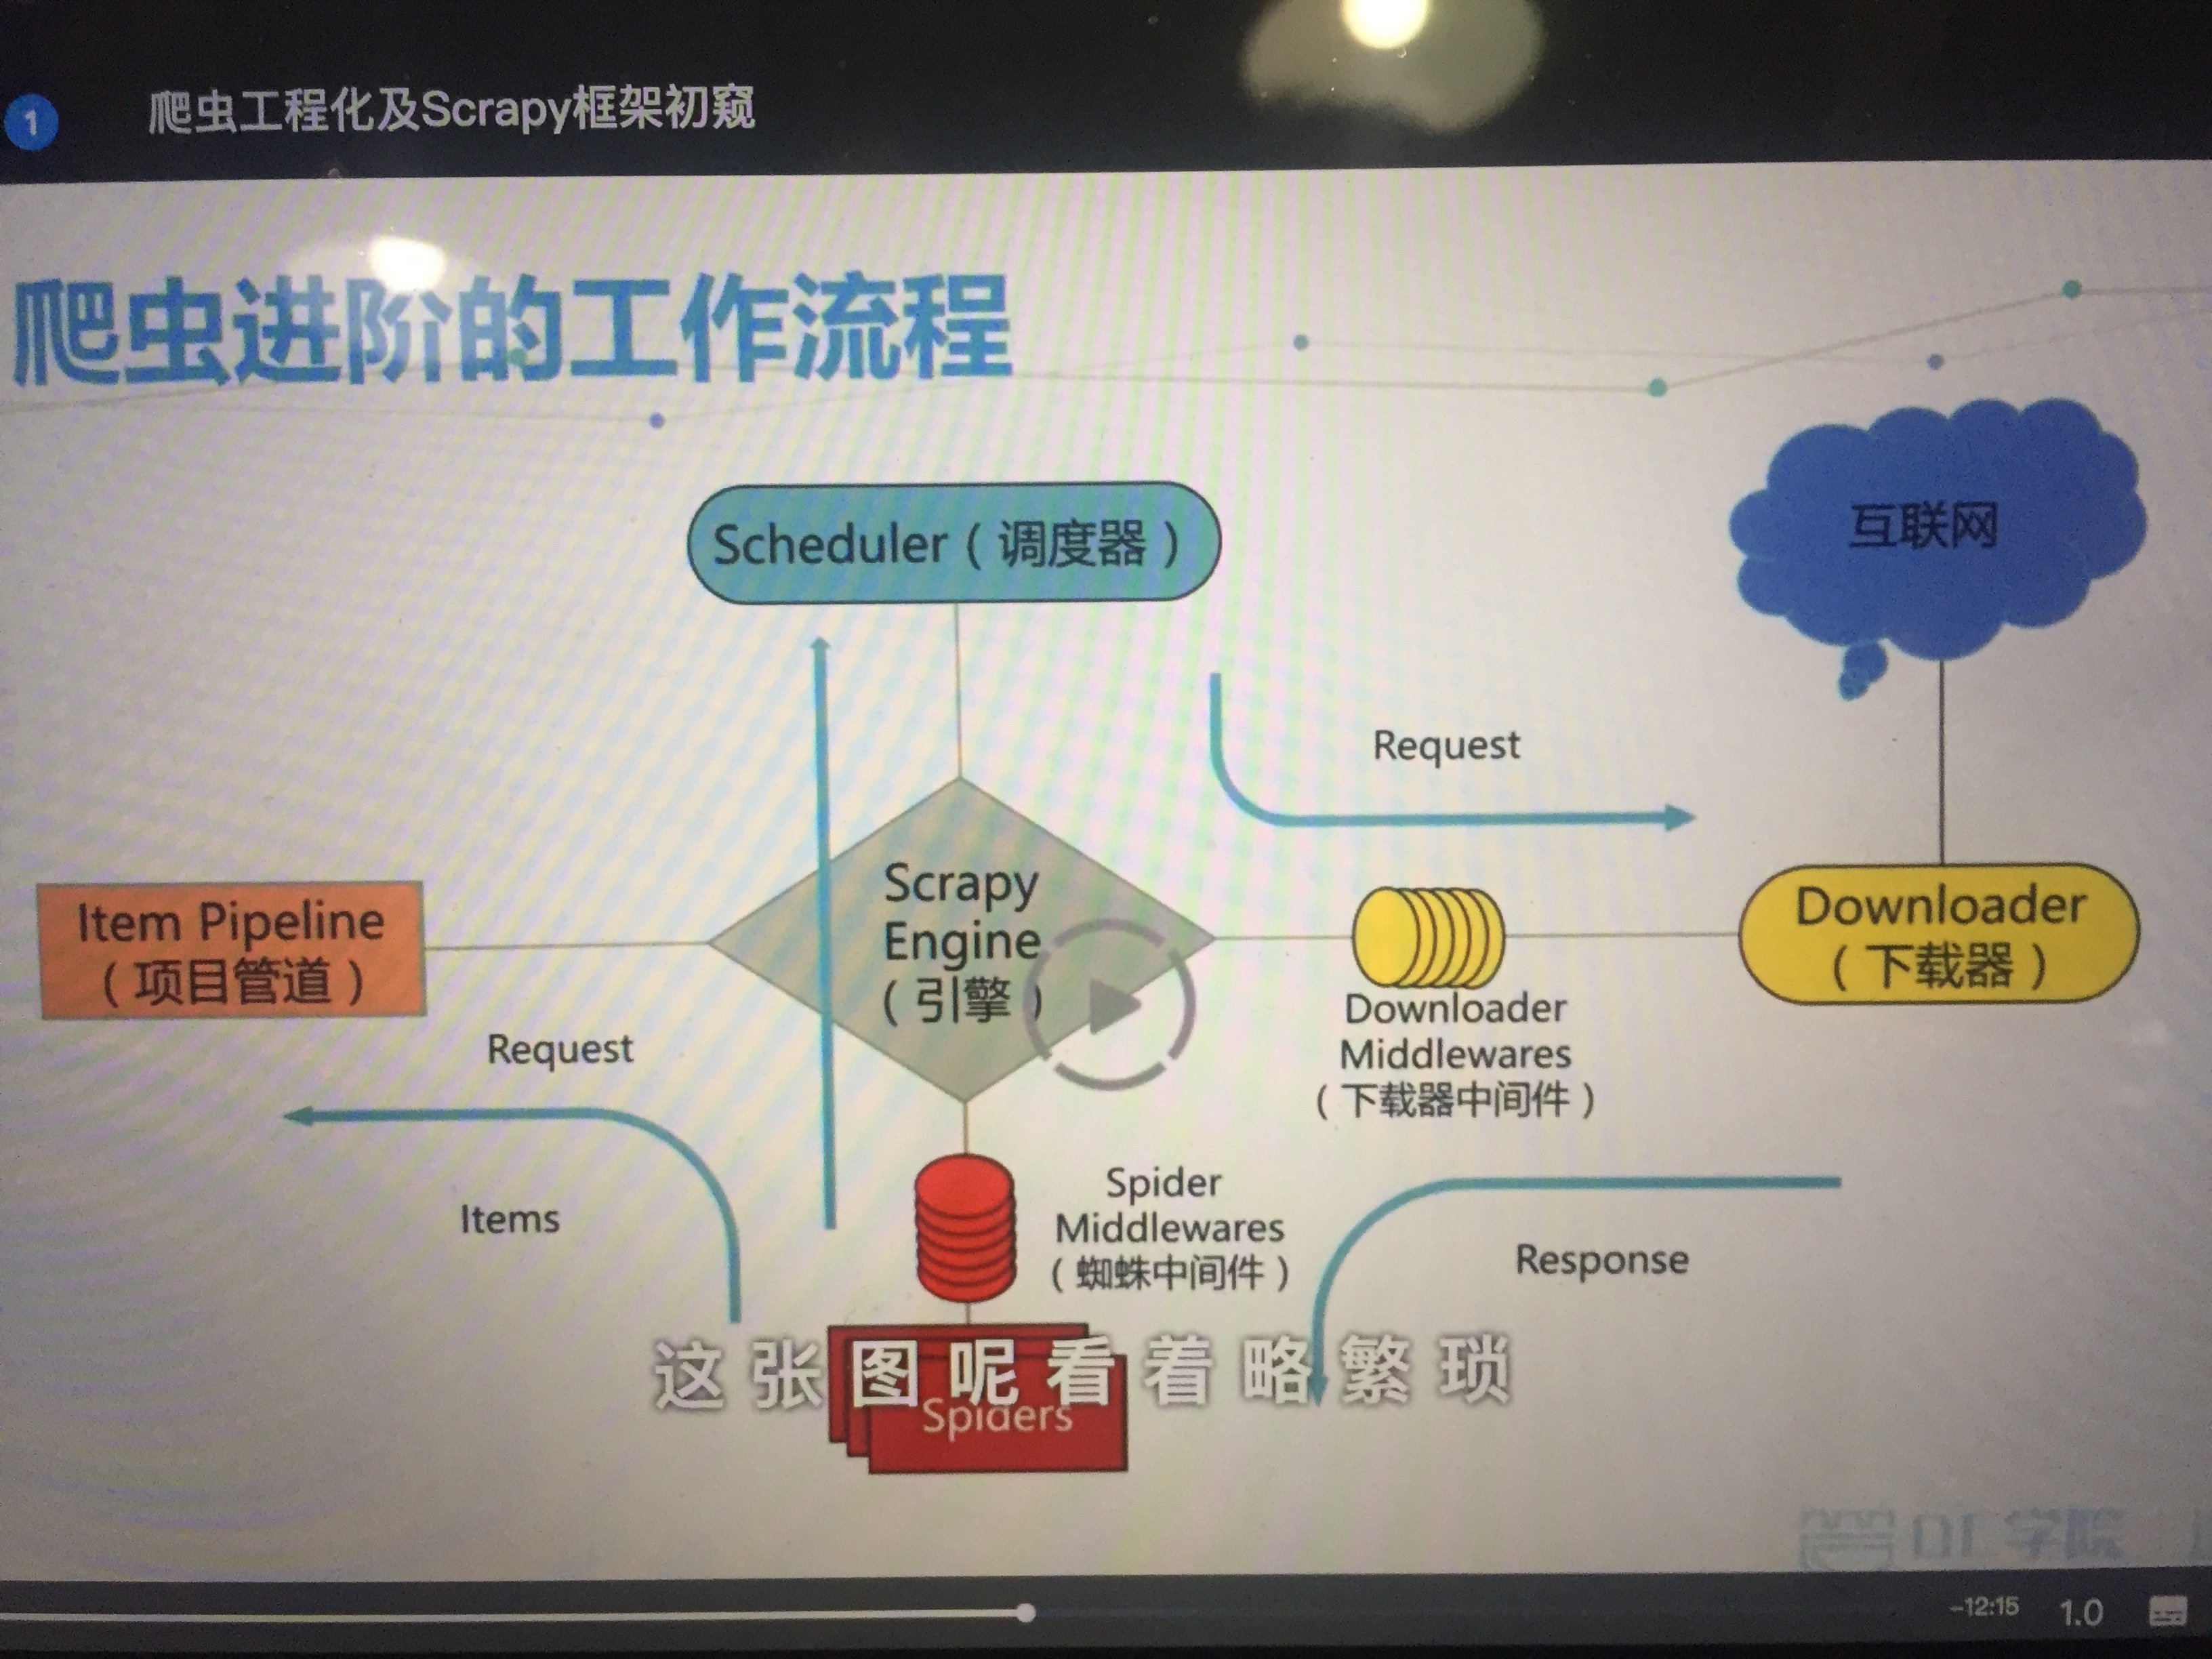 1
爬虫工程化及Scrapy框架初窥
爬虫进阶的工作流程
Scheduler（调度器）
互联网
Request
Scrapy
Engine
（引擎）
Item Pipeline
（项目管道）
Downloader
（下载器）
Downloader
Middlewares
（下载器中间件）
Request
Items
Spider
Middlewares
（蜘蛛中间件）
Response
这张图呢看着略繁琐
Spiders
学院
-12:15
1.0